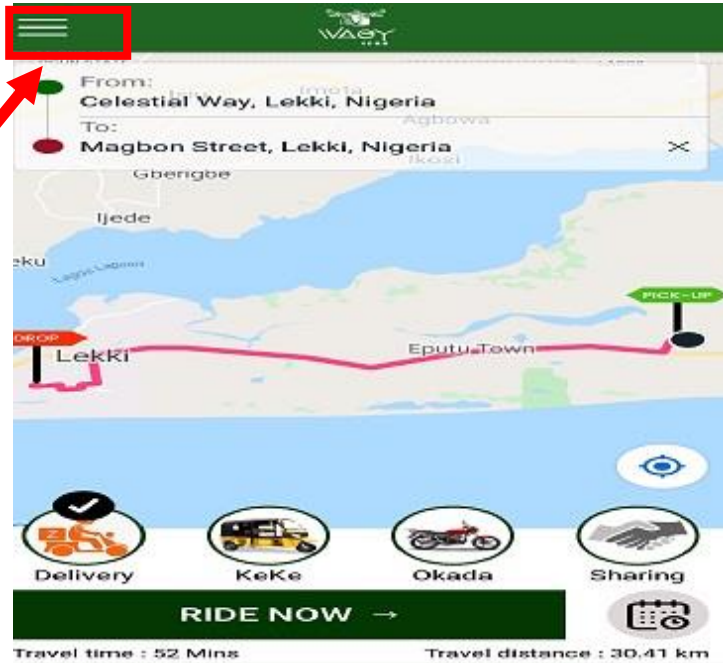 WAGY
From:
Celestial Way, Lekki, Nigeria
To:
Magbon Street, Lekki, Nigeria
Imota
Agbowa
Ikosi
Gberigbe
Ijede
Lagos Lagoon
PICK-UP
DROP
Lekki
Eputu Town
Delivery
KeKe
Okada
Sharing
RIDE NOW →
Travel time : 52 Mins
Travel distance : 30.41 km